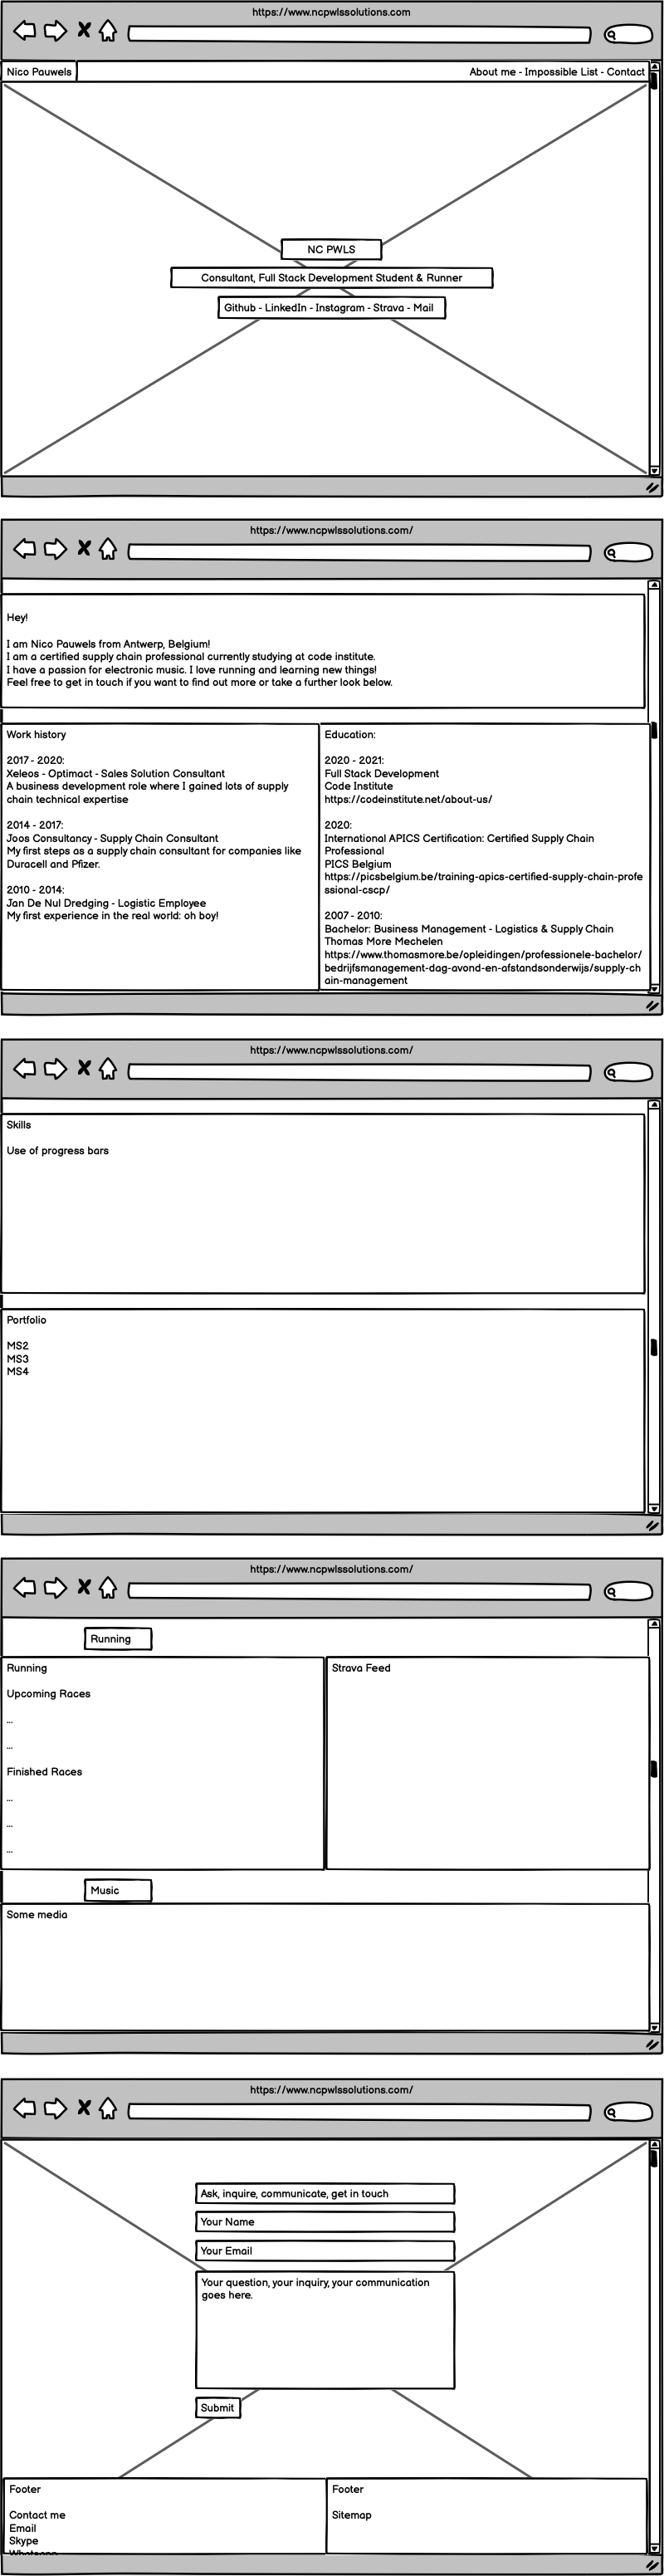 https://www.ncpwlssolutions.com
Nico Pauwels
About me - Impossible List - Contact
NC PWLS
Consultant, Full Stack Development Student & Runner
Github - LinkedIn - Instagram - Strava - Mail
https://www.ncpwlssolutions.com/
Hey!
I am Nico Pauwels from Antwerp, Belgium!
I am a certified supply chain professional currently studying at code institute.
I have a passion for electronic music. I love running and learning new things!
Feel free to get in touch if you want to find out more or take a further look below.
Work history
2017 - 2020:
Xeleos - Optimact - Sales Solution Consultant
A business development role where I gained lots of supply
chain technical expertise
2014 - 2017:
Joos Consultancy - Supply Chain Consultant
My first steps as a supply chain consultant for companies like
Duracell and Pfizer.
2010 - 2014:
Jan De Nul Dredging - Logistic Employee
My first experience in the real world: oh boy!
Education:
2020 - 2021:
Full Stack Development
Code Institute
https://codeinstitute.net/about-us/
2020:
International APICS Certification: Certified Supply Chain
Professional
PICS Belgium
https://picsbelgium.be/training-apics-certified-supply-chain-profe
ssional-cscp/
2007 - 2010:
Bachelor: Business Management - Logistics & Supply Chain
Thomas More Mechelen
https://www.thomasmore.be/opleidingen/professionele-bachelor/
bedrijfsmanagement-dag-avond-en-afstandsonderwijs/supply-ch
ain-management
https://www.ncpwlssolutions.com/
Skills
Use of progress bars
Portfolio
MS2
MS3
MS4
https://www.ncpwlssolutions.com/
Running
Running
Upcoming Races
...
...
Finished Races
...
...
...
Strava Feed
Music
Some media
https://www.ncpwlssolutions.com/
Ask, inquire, communicate, get in touch
Your Name
Your Email
Your question, your inquiry, your communication
goes here.
Submit
Footer
Contact me
Email
Skype
Whatsapp
Footer
Sitemap